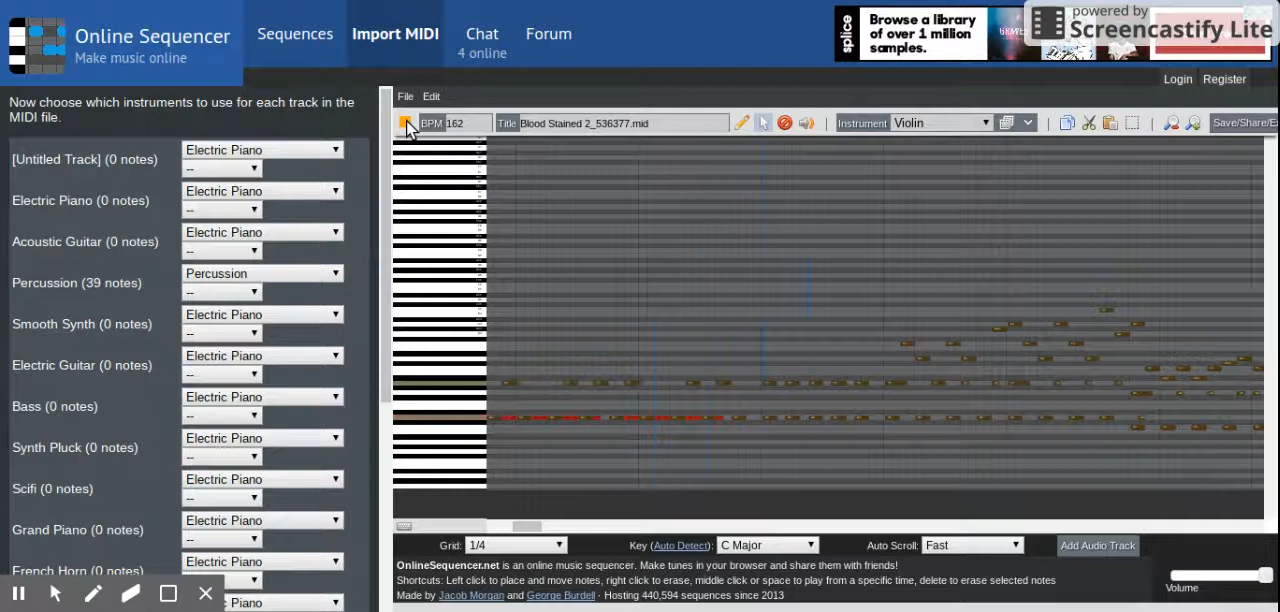 Online Sequencer
Make music online
Sequences
Import MIDI
Chat
4 online
Forum
splice
Browse a library
of over 1 million
samples.
powered by
Screencastify Lite
Login
Register
Now choose which instruments to use for each track in the
MIDI file.
[Untitled Track] (0 notes)
Electric Piano
--
Electric Piano (0 notes)
Electric Piano
--
Acoustic Guitar (0 notes)
Electric Piano
--
Percussion (39 notes)
Percussion
--
Smooth Synth (0 notes)
Electric Piano
--
Electric Guitar (0 notes)
Electric Piano
--
Bass (0 notes)
Electric Piano
--
Synth Pluck (0 notes)
Electric Piano
--
Scifi (0 notes)
Electric Piano
--
Grand Piano (0 notes)
Electric Piano
--
French Horn (0 notes)
Electric Piano
--
Piano
File Edit
BPM 162 Title Blood Stained 2_536377.mid Instrument Violin Save/Share/Ex
Grid: 1/4 Key (Auto Detect): C Major Auto Scroll: Fast Add Audio Track
OnlineSequencer.net is an online music sequencer. Make tunes in your browser and share them with friends!
Shortcuts: Left click to place and move notes, right click to erase, middle click or space to play from a specific time, delete to erase selected notes
Made by Jacob Morgan and George Burdell · Hosting 440,594 sequences since 2013
Volume